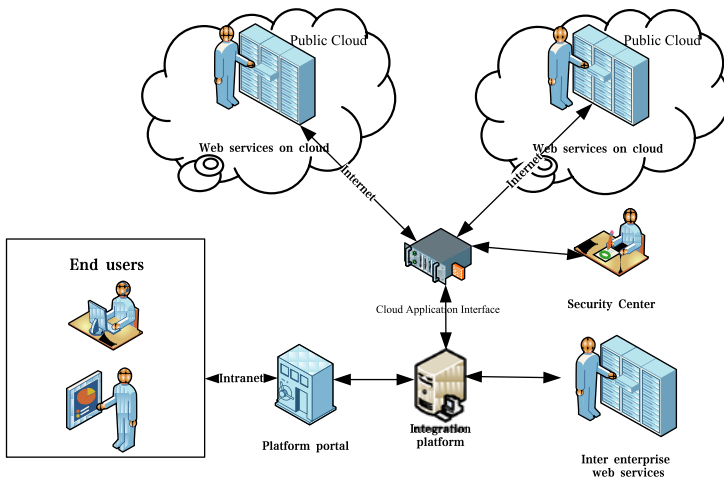 Public Cloud
Public Cloud
Web services on cloud
Web services on cloud
Internet
Internet
End users
Security Center
Cloud Application Interface
Intranet
Platform portal
Integration
platform
Inter enterprise
web services